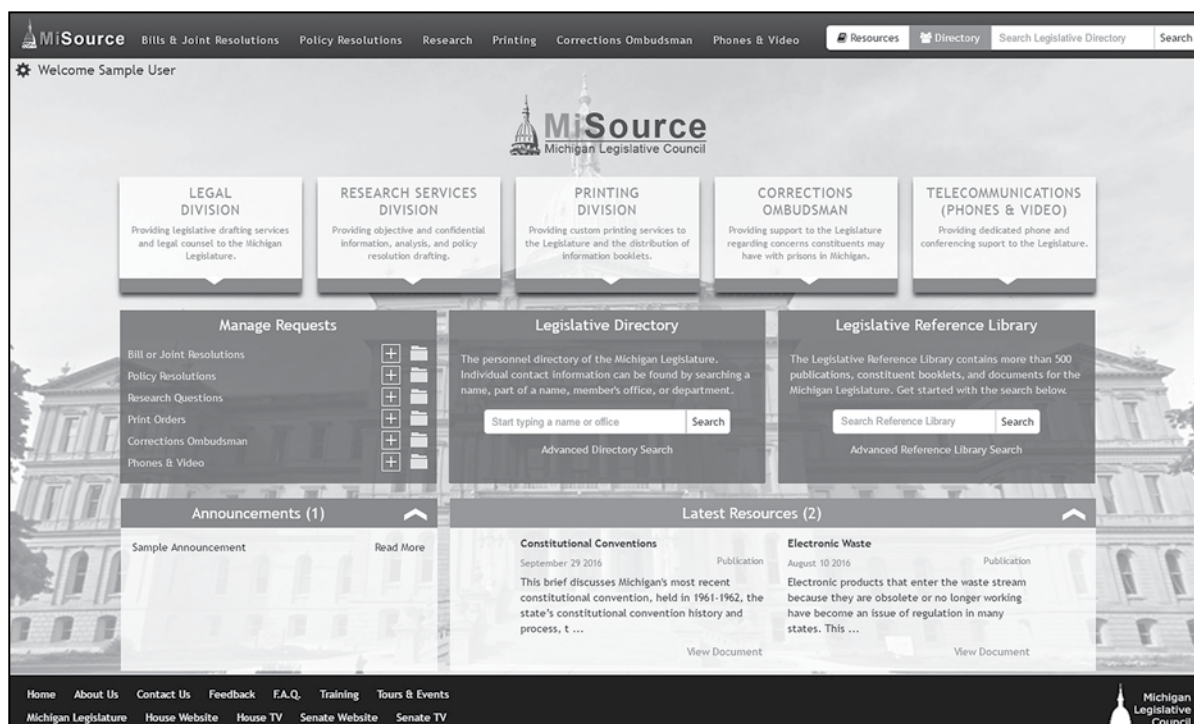 MiSource Bills & Joint Resolutions Policy Resolutions Research Printing Corrections Ombudsman Phones & Video Resources Directory Search Legislative Directory Search
Welcome Sample User
MiSource
Michigan Legislative Council
LEGAL
DIVISION
Providing legislative drafting services
and legal counsel to the Michigan
Legislature.
RESEARCH SERVICES
DIVISION
Providing objective and confidential
information, analysis, and policy
resolution drafting.
PRINTING
DIVISION
Providing custom printing services to
the Legislature and the distribution of
information booklets.
CORRECTIONS
OMBUDSMAN
Providing support to the Legislature
regarding concerns constituents may
have with prisons in Michigan.
TELECOMMUNICATIONS
(PHONES & VIDEO)
Providing dedicated phone and
conferencing suport to the Legislature.
Manage Requests
Bill or Joint Resolutions
Policy Resolutions
Research Questions
Print Orders
Corrections Ombudsman
Phones & Video
Legislative Directory
The personnel directory of the Michigan Legislature.
Individual contact information can be found by searching a
name, part of a name, member's office, or department.
Start typing a name or office Search
Advanced Directory Search
Legislative Reference Library
The Legislative Reference Library contains more than 500
publications, constituent booklets, and documents for the
Michigan Legislature. Get started with the search below.
Search Reference Library Search
Advanced Reference Library Search
Announcements (1)
Sample Announcement Read More
Latest Resources (2)
Constitutional Conventions
September 29 2016 Publication
This brief discusses Michigan's most recent
constitutional convention, held in 1961-1962, the
state's constitutional convention history and
process, t ...
View Document
Electronic Waste
August 10 2016 Publication
Electronic products that enter the waste stream
because they are obsolete or no longer working
have become an issue of regulation in many
states. This ...
View Document
Home About Us Contact Us Feedback F.A.Q. Training Tours & Events
Michigan Legislature House Website House TV Senate Website Senate TV
Michigan
Legislative
Council